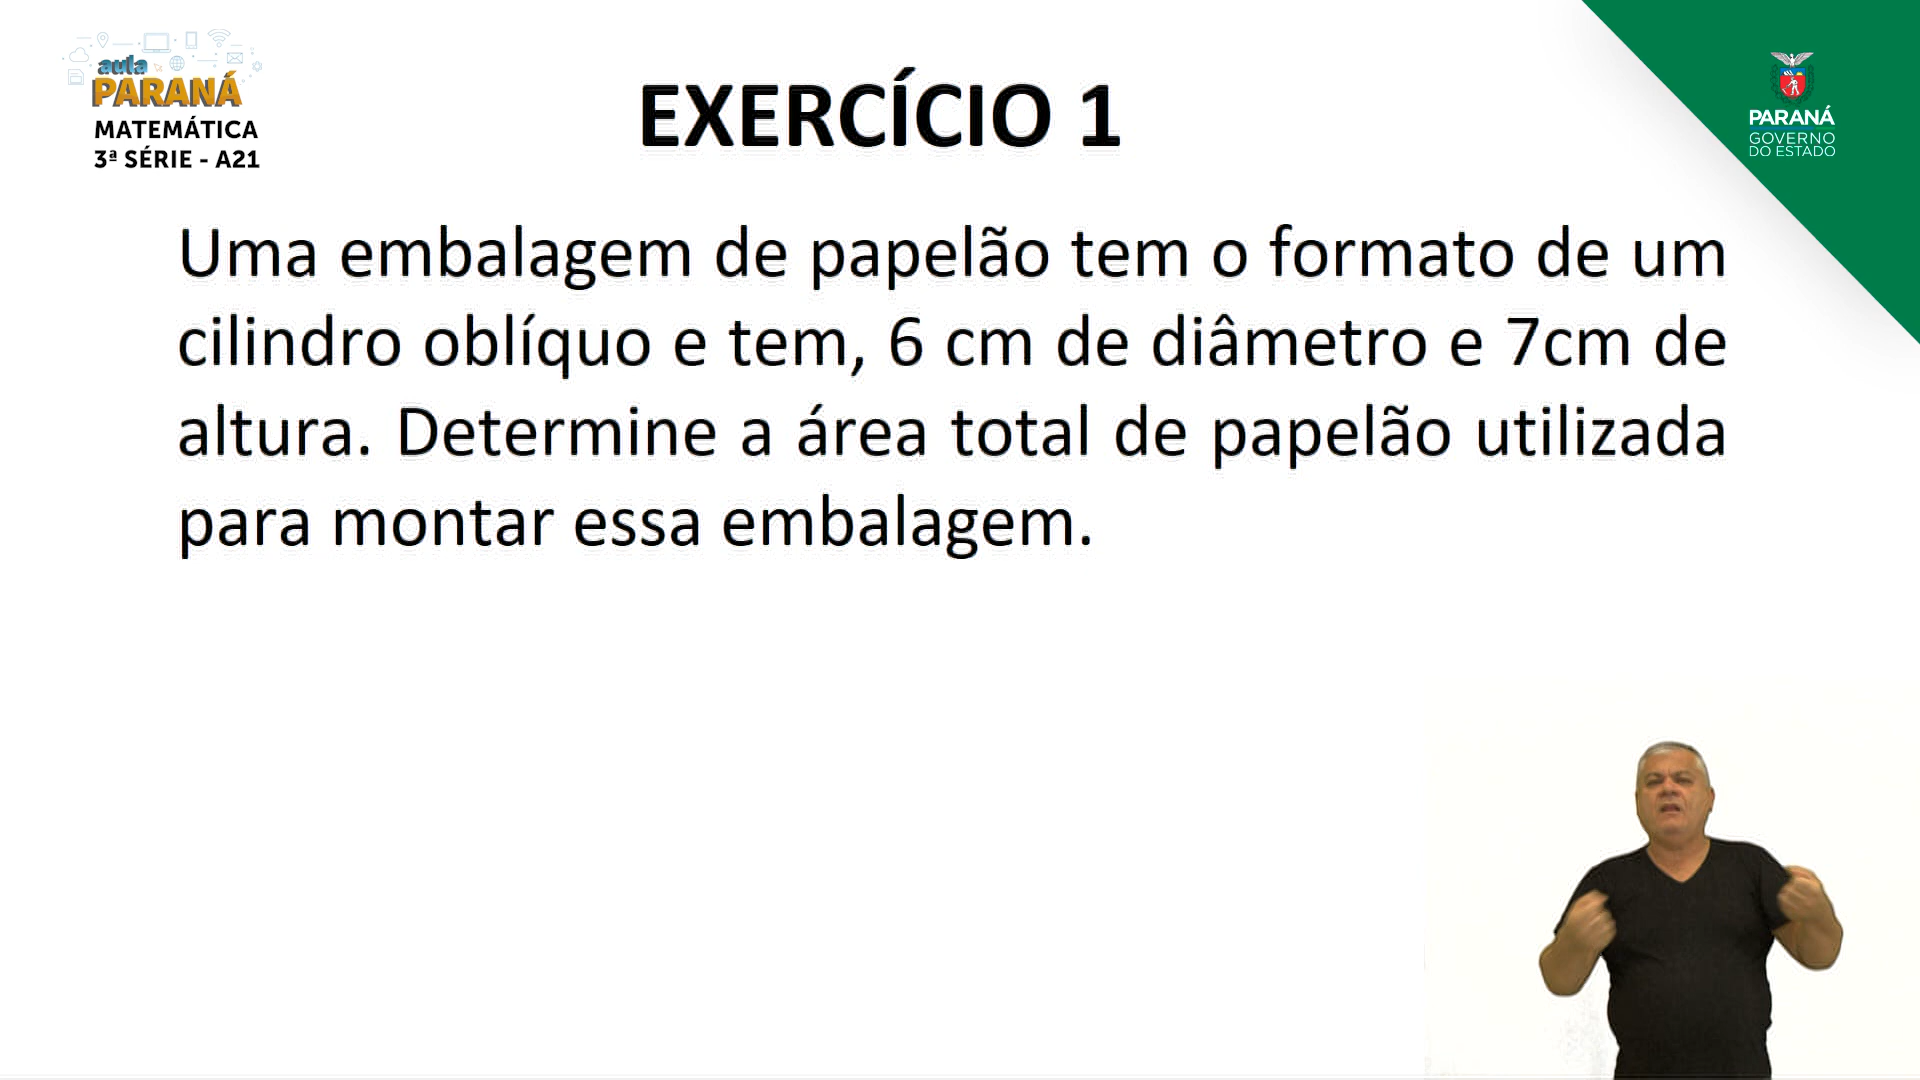 aula
PARANÁ
MATEMÁTICA
3ª SÉRIE - A21
EXERCÍCIO 1
PARANÁ
GOVERNO
DO ESTADO
Uma embalagem de papelão tem o formato de um
cilindro oblíquo e tem, 6 cm de diâmetro e 7cm de
altura. Determine a área total de papelão utilizada
para montar essa embalagem.